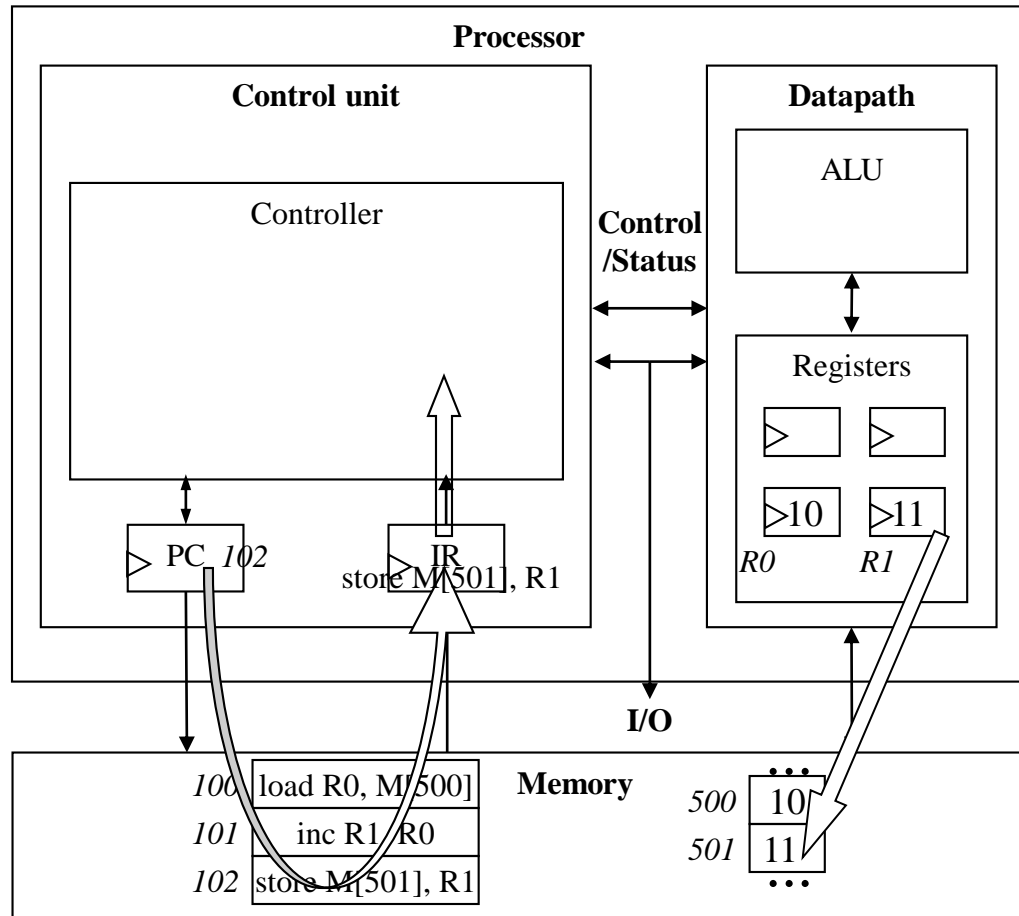 Processor
Control unit
Datapath
ALU
Controller
Control
/Status
Registers
10 11
R0 R1
PC 102
IR
store M[501], R1
I/O
Memory
100 load R0, M[500]
101 inc R1, R0
102 store M[501], R1
...
500 10
501 11
...